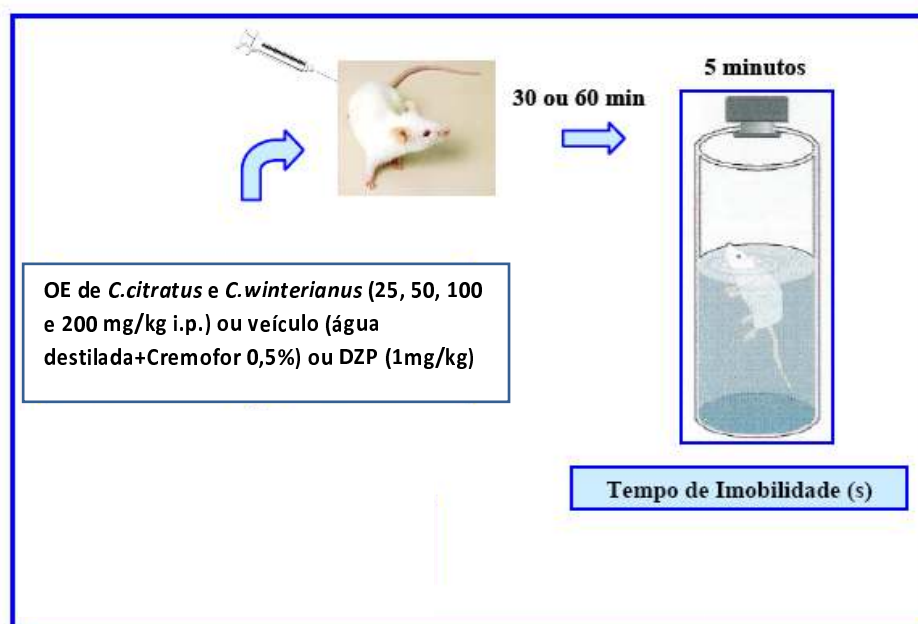 5 minutos
30 ou 60 min
OE de C.citratus e C.winterianus (25, 50, 100
e 200 mg/kg i.p.) ou veículo (água
destilada+Cremofor 0,5%) ou DZP (1mg/kg)
Tempo de Imobilidade (s)